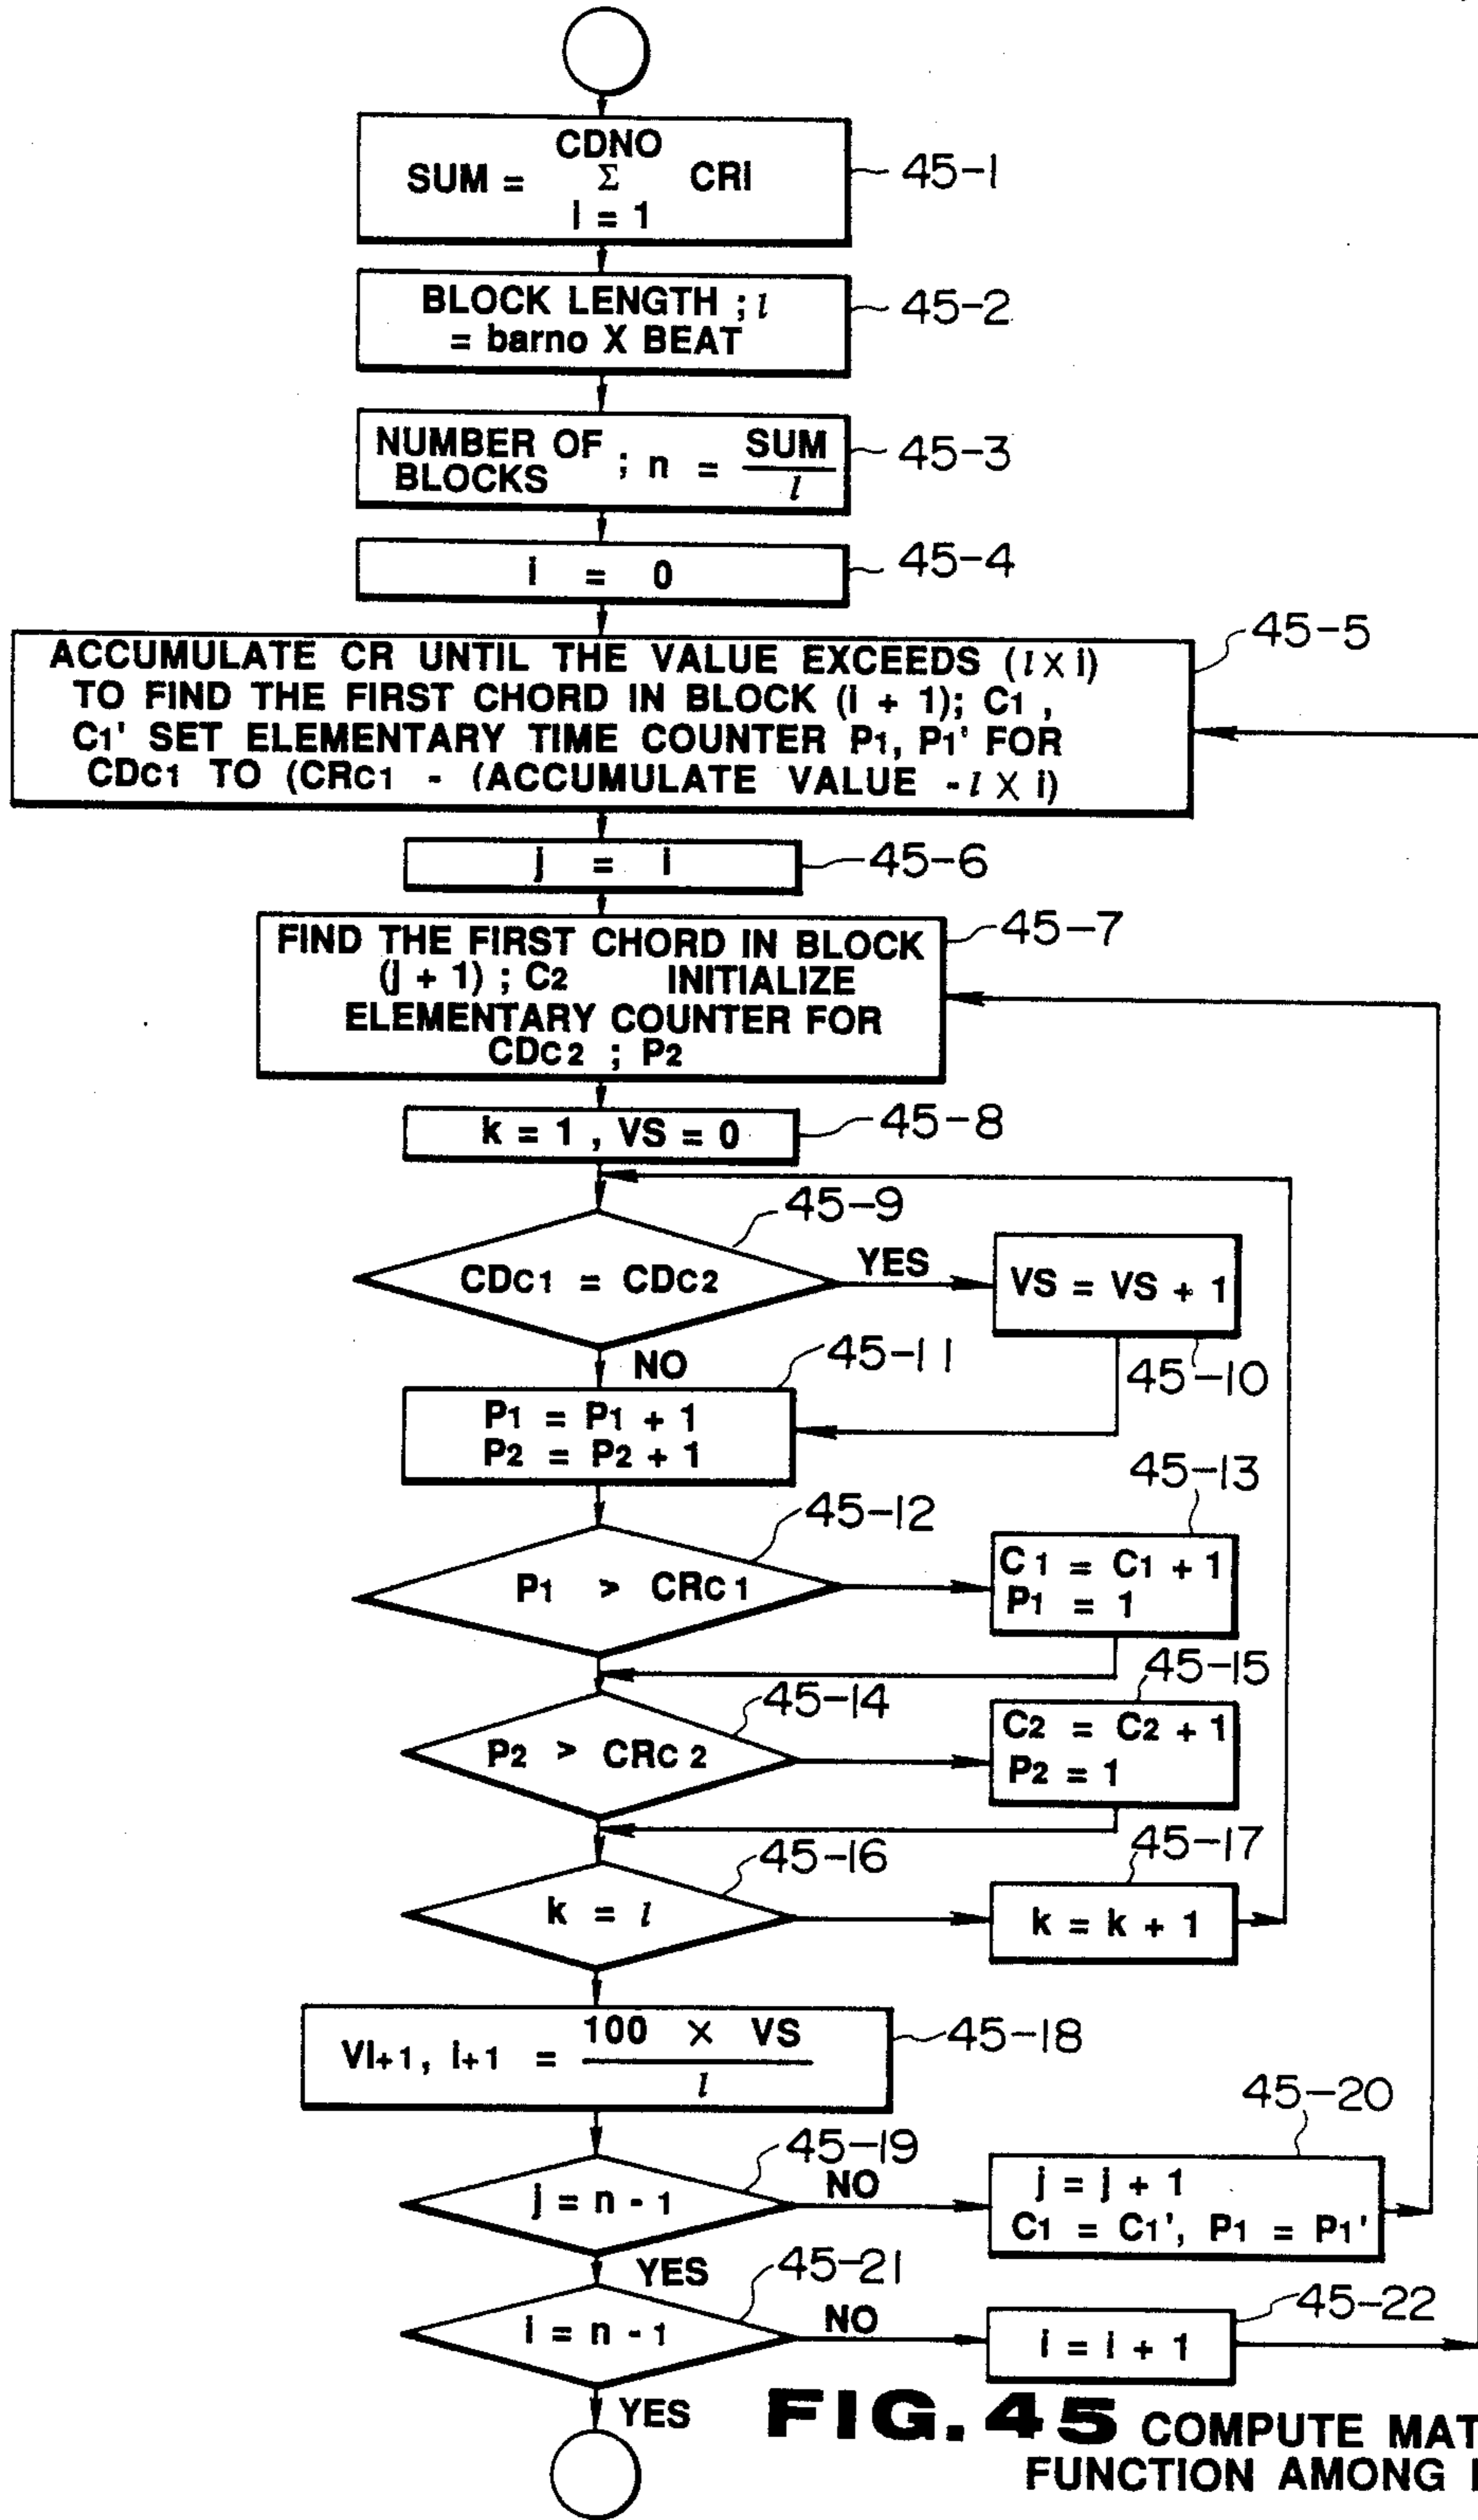 CDNO
SUM = Σ CRi
i = 1
45-1
BLOCK LENGTH ; l
= barno X BEAT
45-2
NUMBER OF BLOCKS ; n = SUM / l
45-3
i = 0
45-4
ACCUMULATE CR UNTIL THE VALUE EXCEEDS (l X i)
TO FIND THE FIRST CHORD IN BLOCK (i + 1); C1 ,
C1' SET ELEMENTARY TIME COUNTER P1, P1' FOR
CDC1 TO (CRC1 - (ACCUMULATE VALUE - l X i)
45-5
j = i
45-6
FIND THE FIRST CHORD IN BLOCK
(j + 1) ; C2 INITIALIZE
ELEMENTARY COUNTER FOR
CDC2 ; P2
45-7
k = 1 , VS = 0
45-8
CDC1 = CDC2
45-9
YES
VS = VS + 1
45-10
NO
P1 = P1 + 1
P2 = P2 + 1
45-11
P1 > CRC1
45-12
C1 = C1 + 1
P1 = 1
45-13
P2 > CRC2
45-14
C2 = C2 + 1
P2 = 1
45-15
k = l
45-16
k = k + 1
45-17
Vi+1, i+1 = 100 X VS / l
45-18
j = n - 1
45-19
NO
j = j + 1
C1 = C1', P1 = P1'
45-20
YES
i = n - 1
45-21
NO
i = i + 1
45-22
YES
FIG. 45 COMPUTE MAT
FUNCTION AMONG